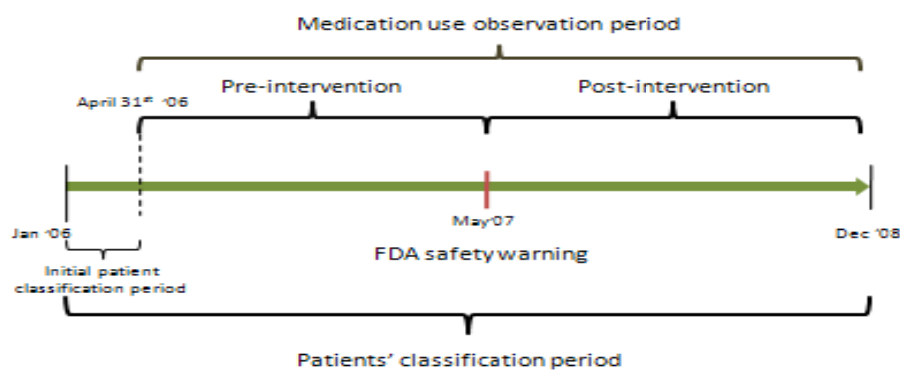 Medication use observation period
Pre-intervention
Post-intervention
April 31st '06
Jan '06
May'07
Dec '08
FDA safety warning
Initial patient
classification period
Patients' classification period